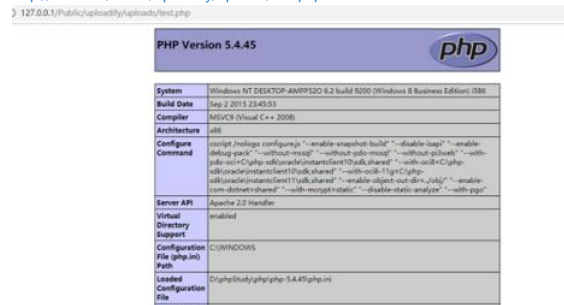 127.0.0.1/Public/uploadify/uploads/test.php
PHP Version 5.4.45
php
System Windows NT DESKTOP-AMPPS2O 6.2 build 9200 (Windows 8 Business Edition) i586
Build Date Sep 2 2015 23:45:53
Compiler MSVC9 (Visual C++ 2008)
Architecture x86
Configure Command cscript /nologo configure.js "--enable-snapshot-build" "--disable-isapi" "--enable-
debug-pack" "--without-mssql" "--without-pdo-mssql" "--without-pi3web" "--with-
pdo-oci=C:\php-sdk\oracle\instantclient10\sdk,shared" "--with-oci8=C:\php-
sdk\oracle\instantclient10\sdk,shared" "--with-oci8-11g=C:\php-
sdk\oracle\instantclient11\sdk,shared" "--enable-object-out-dir=../obj/" "--enable-
com-dotnet=shared" "--with-mcrypt=static" "--disable-static-analyze" "--with-pgo"
Server API Apache 2.0 Handler
Virtual Directory Support enabled
Configuration File (php.ini) Path C:\WINDOWS
Loaded Configuration File D:\phpStudy\php\php-5.4.45\php.ini